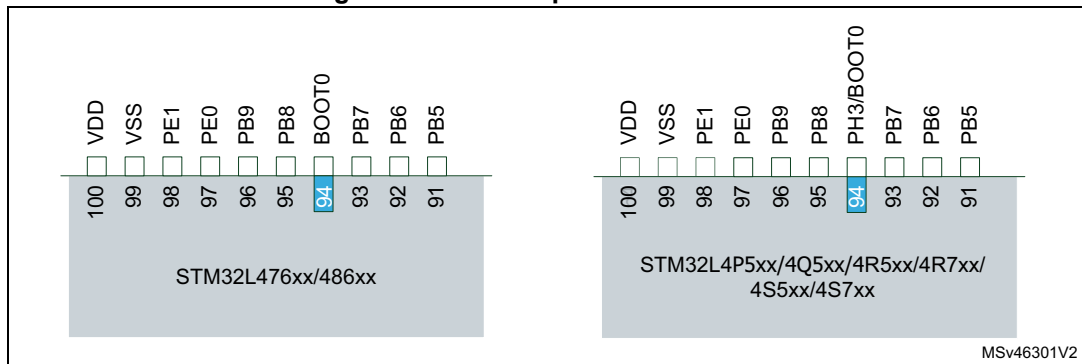 VDD VSS PE1 PE0 PB9 PB8 BOOT0 PB7 PB6 PB5
100 99 98 97 96 95 94 93 92 91
STM32L476xx/486xx
VDD VSS PE1 PE0 PB9 PB8 PH3/BOOT0 PB7 PB6 PB5
100 99 98 97 96 95 94 93 92 91
STM32L4P5xx/4Q5xx/4R5xx/4R7xx/
4S5xx/4S7xx
MSv46301V2